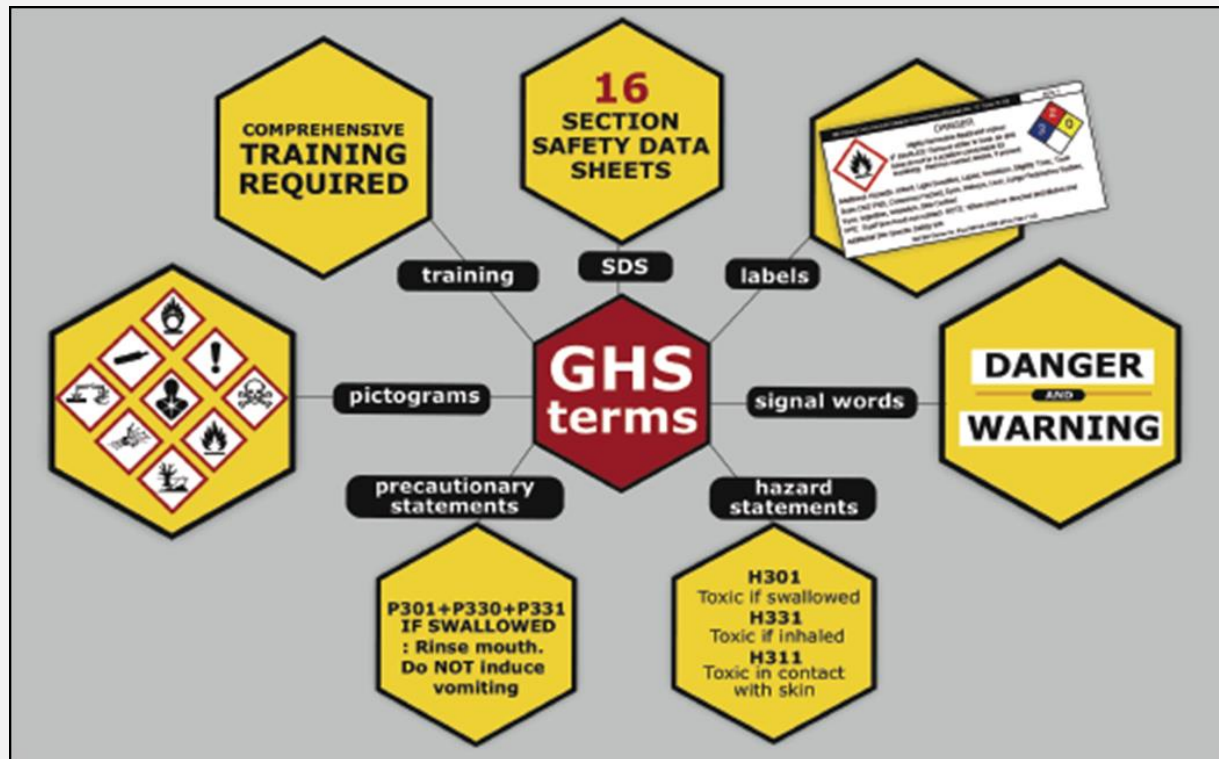 COMPREHENSIVE
TRAINING
REQUIRED
16
SECTION
SAFETY DATA
SHEETS
DANGER
training
SDS
labels
GHS
terms
pictograms
signal words
DANGER
AND
WARNING
precautionary
statements
hazard
statements
P301+P330+P331
IF SWALLOWED
: Rinse mouth.
Do NOT induce
vomiting
H301
Toxic if swallowed
H331
Toxic if inhaled
H311
Toxic in contact
with skin